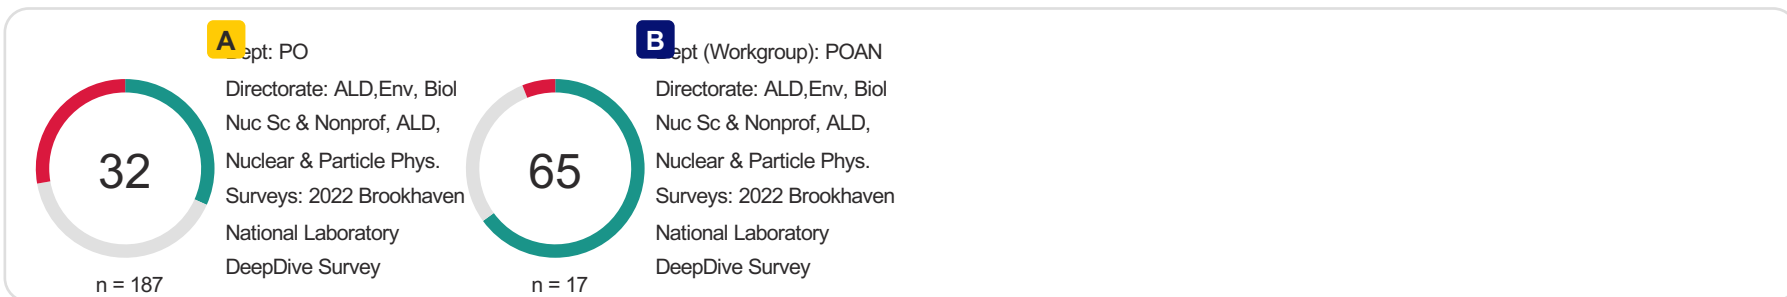 A
ept: PO
Directorate: ALD,Env, Biol
Nuc Sc & Nonprof, ALD,
Nuclear & Particle Phys.
Surveys: 2022 Brookhaven
National Laboratory
DeepDive Survey
32
n = 187
B
ept (Workgroup): POAN
Directorate: ALD,Env, Biol
Nuc Sc & Nonprof, ALD,
Nuclear & Particle Phys.
Surveys: 2022 Brookhaven
National Laboratory
DeepDive Survey
65
n = 17